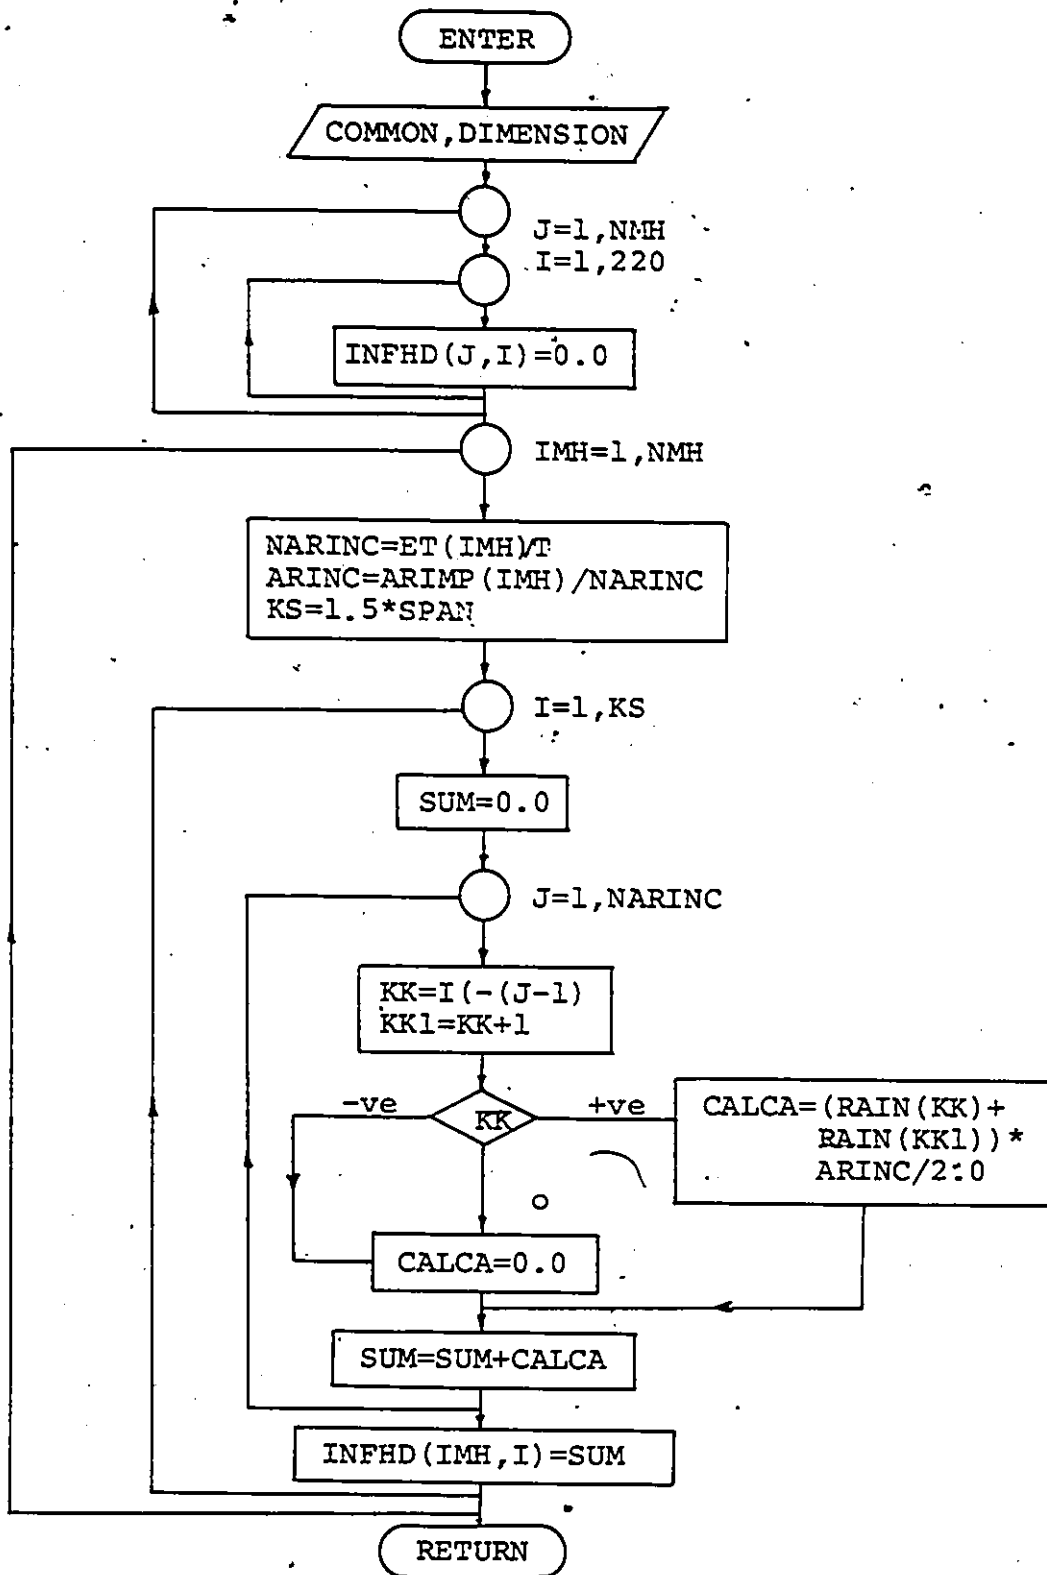 ENTER
COMMON,DIMENSION
J=1,NMH
I=1,220
INFHD(J,I)=0.0
IMH=1,NMH
NARINC=ET(IMH)/T
ARINC=ARIMP(IMH)/NARINC
KS=1.5*SPAN
I=1,KS
SUM=0.0
J=1,NARINC
KK=I(-(J-1)
KK1=KK+1
-ve
KK
+ve
CALCA=(RAIN(KK)+
RAIN(KK1))*
ARINC/2:0
0
CALCA=0.0
SUM=SUM+CALCA
INFHD(IMH,I)=SUM
RETURN